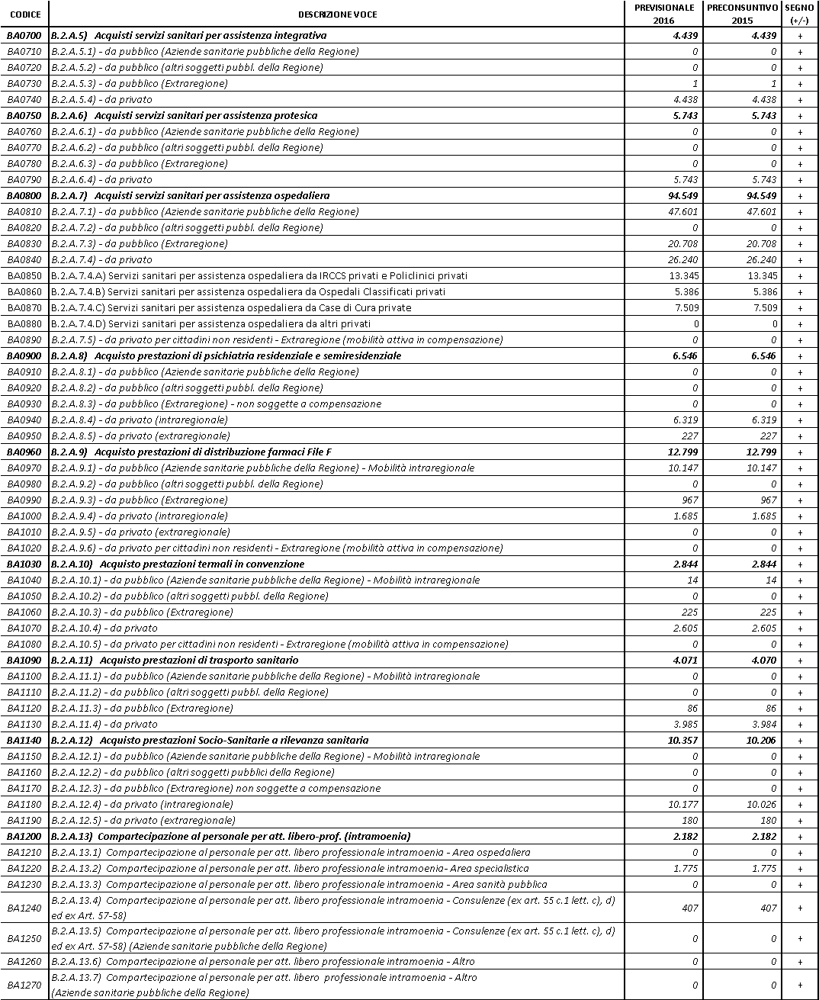 CODICE DESCRIZIONE VOCE PREVISIONALE 2016 PRECONSUNTIVO 2015 SEGNO (+/-)
BA0700 B.2.A.5) Acquisti servizi sanitari per assistenza integrativa 4.439 4.439 +
BA0710 B.2.A.5.1) - da pubblico (Aziende sanitarie pubbliche della Regione) 0 0 +
BA0720 B.2.A.5.2) - da pubblico (altri soggetti pubbl. della Regione) 0 0 +
BA0730 B.2.A.5.3) - da pubblico (Extraregione) 1 1 +
BA0740 B.2.A.5.4) - da privato 4.438 4.438 +
BA0750 B.2.A.6) Acquisti servizi sanitari per assistenza protesica 5.743 5.743 +
BA0760 B.2.A.6.1) - da pubblico (Aziende sanitarie pubbliche della Regione) 0 0 +
BA0770 B.2.A.6.2) - da pubblico (altri soggetti pubbl. della Regione) 0 0 +
BA0780 B.2.A.6.3) - da pubblico (Extraregione) 0 0 +
BA0790 B.2.A.6.4) - da privato 5.743 5.743 +
BA0800 B.2.A.7) Acquisti servizi sanitari per assistenza ospedaliera 94.549 94.549 +
BA0810 B.2.A.7.1) - da pubblico (Aziende sanitarie pubbliche della Regione) 47.601 47.601 +
BA0820 B.2.A.7.2) - da pubblico (altri soggetti pubbl. della Regione) 0 0 +
BA0830 B.2.A.7.3) - da pubblico (Extraregione) 20.708 20.708 +
BA0840 B.2.A.7.4) - da privato 26.240 26.240 +
BA0850 B.2.A.7.4.A) Servizi sanitari per assistenza ospedaliera da IRCCS privati e Policlinici privati 13.345 13.345 +
BA0860 B.2.A.7.4.B) Servizi sanitari per assistenza ospedaliera da Ospedali Classificati privati 5.386 5.386 +
BA0870 B.2.A.7.4.C) Servizi sanitari per assistenza ospedaliera da Case di Cura private 7.509 7.509 +
BA0880 B.2.A.7.4.D) Servizi sanitari per assistenza ospedaliera da altri privati 0 0 +
BA0890 B.2.A.7.5) - da privato per cittadini non residenti - Extraregione (mobilità attiva in compensazione) 0 0 +
BA0900 B.2.A.8) Acquisto prestazioni di psichiatria residenziale e semiresidenziale 6.546 6.546 +
BA0910 B.2.A.8.1) - da pubblico (Aziende sanitarie pubbliche della Regione) 0 0 +
BA0920 B.2.A.8.2) - da pubblico (altri soggetti pubbl. della Regione) 0 0 +
BA0930 B.2.A.8.3) - da pubblico (Extraregione) - non soggette a compensazione 0 0 +
BA0940 B.2.A.8.4) - da privato (intraregionale) 6.319 6.319 +
BA0950 B.2.A.8.5) - da privato (extraregionale) 227 227 +
BA0960 B.2.A.9) Acquisto prestazioni di distribuzione farmaci File F 12.799 12.799 +
BA0970 B.2.A.9.1) - da pubblico (Aziende sanitarie pubbliche della Regione) - Mobilità intraregionale 10.147 10.147 +
BA0980 B.2.A.9.2) - da pubblico (altri soggetti pubbl. della Regione) 0 0 +
BA0990 B.2.A.9.3) - da pubblico (Extraregione) 967 967 +
BA1000 B.2.A.9.4) - da privato (intraregionale) 1.685 1.685 +
BA1010 B.2.A.9.5) - da privato (extraregionale) 0 0 +
BA1020 B.2.A.9.6) - da privato per cittadini non residenti - Extraregione (mobilità attiva in compensazione) 0 0 +
BA1030 B.2.A.10) Acquisto prestazioni termali in convenzione 2.844 2.844 +
BA1040 B.2.A.10.1) - da pubblico (Aziende sanitarie pubbliche della Regione) - Mobilità intraregionale 14 14 +
BA1050 B.2.A.10.2) - da pubblico (altri soggetti pubbl. della Regione) 0 0 +
BA1060 B.2.A.10.3) - da pubblico (Extraregione) 225 225 +
BA1070 B.2.A.10.4) - da privato 2.605 2.605 +
BA1080 B.2.A.10.5) - da privato per cittadini non residenti - Extraregione (mobilità attiva in compensazione) 0 0 +
BA1090 B.2.A.11) Acquisto prestazioni di trasporto sanitario 4.071 4.070 +
BA1100 B.2.A.11.1) - da pubblico (Aziende sanitarie pubbliche della Regione) - Mobilità intraregionale 0 0 +
BA1110 B.2.A.11.2) - da pubblico (altri soggetti pubbl. della Regione) 0 0 +
BA1120 B.2.A.11.3) - da pubblico (Extraregione) 86 86 +
BA1130 B.2.A.11.4) - da privato 3.985 3.984 +
BA1140 B.2.A.12) Acquisto prestazioni Socio-Sanitarie a rilevanza sanitaria 10.357 10.206 +
BA1150 B.2.A.12.1) - da pubblico (Aziende sanitarie pubbliche della Regione) - Mobilità intraregionale 0 0 +
BA1160 B.2.A.12.2) - da pubblico (altri soggetti pubblici della Regione) 0 0 +
BA1170 B.2.A.12.3) - da pubblico (Extraregione) non soggette a compensazione 0 0 +
BA1180 B.2.A.12.4) - da privato (intraregionale) 10.177 10.026 +
BA1190 B.2.A.12.5) - da privato (extraregionale) 180 180 +
BA1200 B.2.A.13) Compartecipazione al personale per att. libero-prof. (intramoenia) 2.182 2.182 +
BA1210 B.2.A.13.1) Compartecipazione al personale per att. libero professionale intramoenia - Area ospedaliera 0 0 +
BA1220 B.2.A.13.2) Compartecipazione al personale per att. libero professionale intramoenia- Area specialistica 1.775 1.775 +
BA1230 B.2.A.13.3) Compartecipazione al personale per att. libero professionale intramoenia - Area sanità pubblica 0 0 +
BA1240 B.2.A.13.4) Compartecipazione al personale per att. libero professionale intramoenia - Consulenze (ex art. 55 c.1 lett. c), d)
ed ex Art. 57-58) 407 407 +
BA1250 B.2.A.13.5) Compartecipazione al personale per att. libero professionale intramoenia - Consulenze (ex art. 55 c.1 lett. c), d)
ed ex Art. 57-58) (Aziende sanitarie pubbliche della Regione) 0 0 +
BA1260 B.2.A.13.6) Compartecipazione al personale per att. libero professionale intramoenia - Altro 0 0 +
BA1270 B.2.A.13.7) Compartecipazione al personale per att. libero professionale intramoenia - Altro
(Aziende sanitarie pubbliche della Regione) 0 0 +